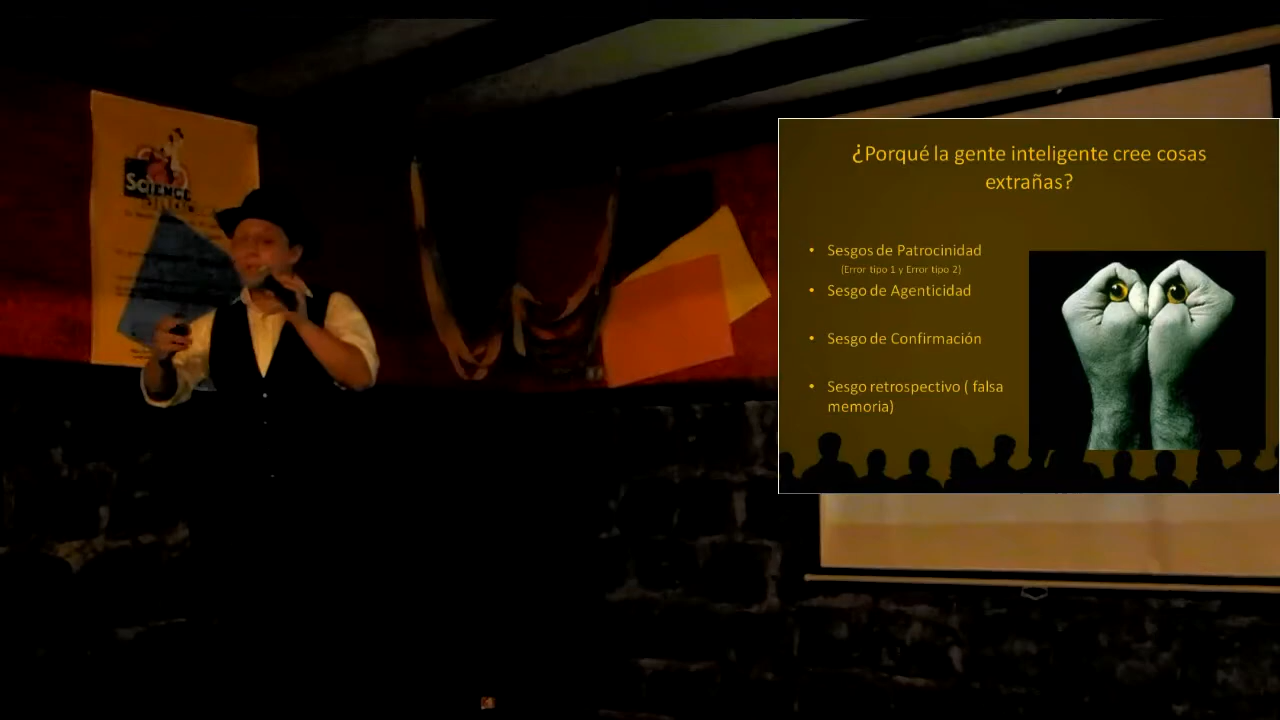 SCIENCE
¿Porqué la gente inteligente cree cosas
extrañas?
• Sesgos de Patrocinidad
(Error tipo 1 y Error tipo 2)
• Sesgo de Agenticidad
• Sesgo de Confirmación
• Sesgo retrospectivo ( falsa
memoria)